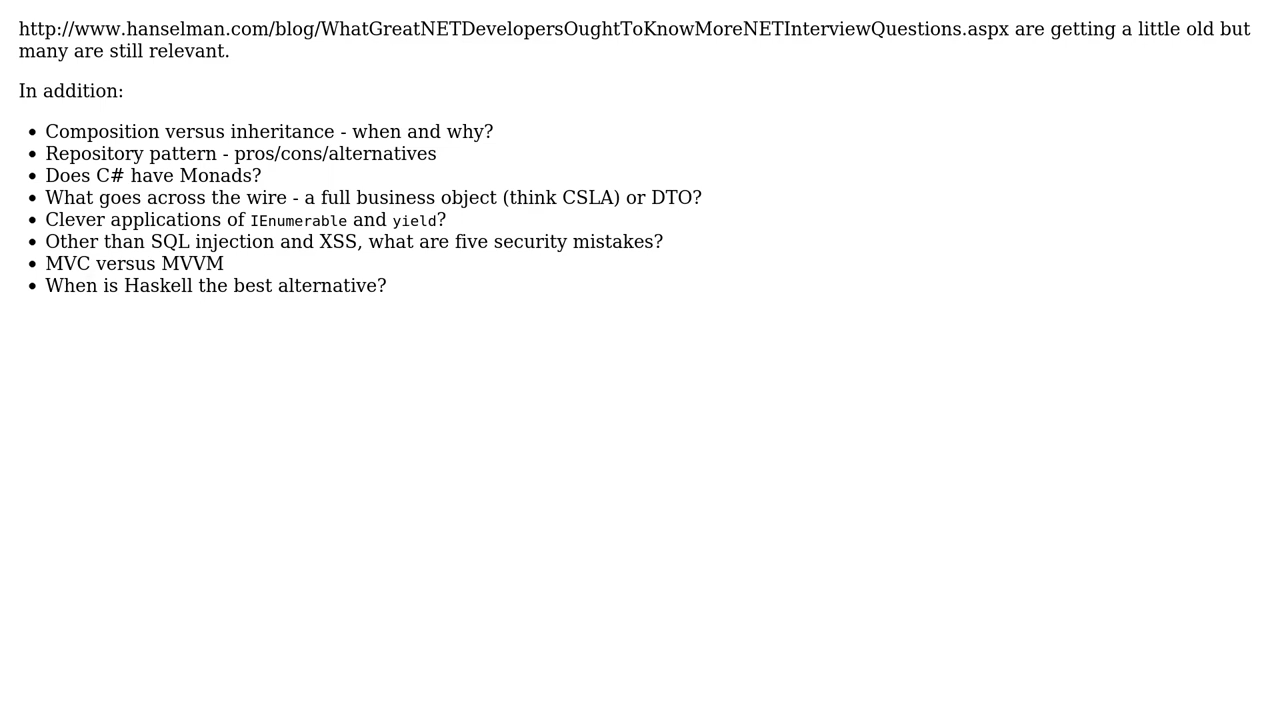 http://www.hanselman.com/blog/WhatGreatNETDevelopersOughtToKnowMoreNETInterviewQuestions.aspx are getting a little old but
many are still relevant.
In addition:
• Composition versus inheritance - when and why?
• Repository pattern - pros/cons/alternatives
• Does C# have Monads?
• What goes across the wire - a full business object (think CSLA) or DTO?
• Clever applications of IEnumerable and yield?
• Other than SQL injection and XSS, what are five security mistakes?
• MVC versus MVVM
• When is Haskell the best alternative?